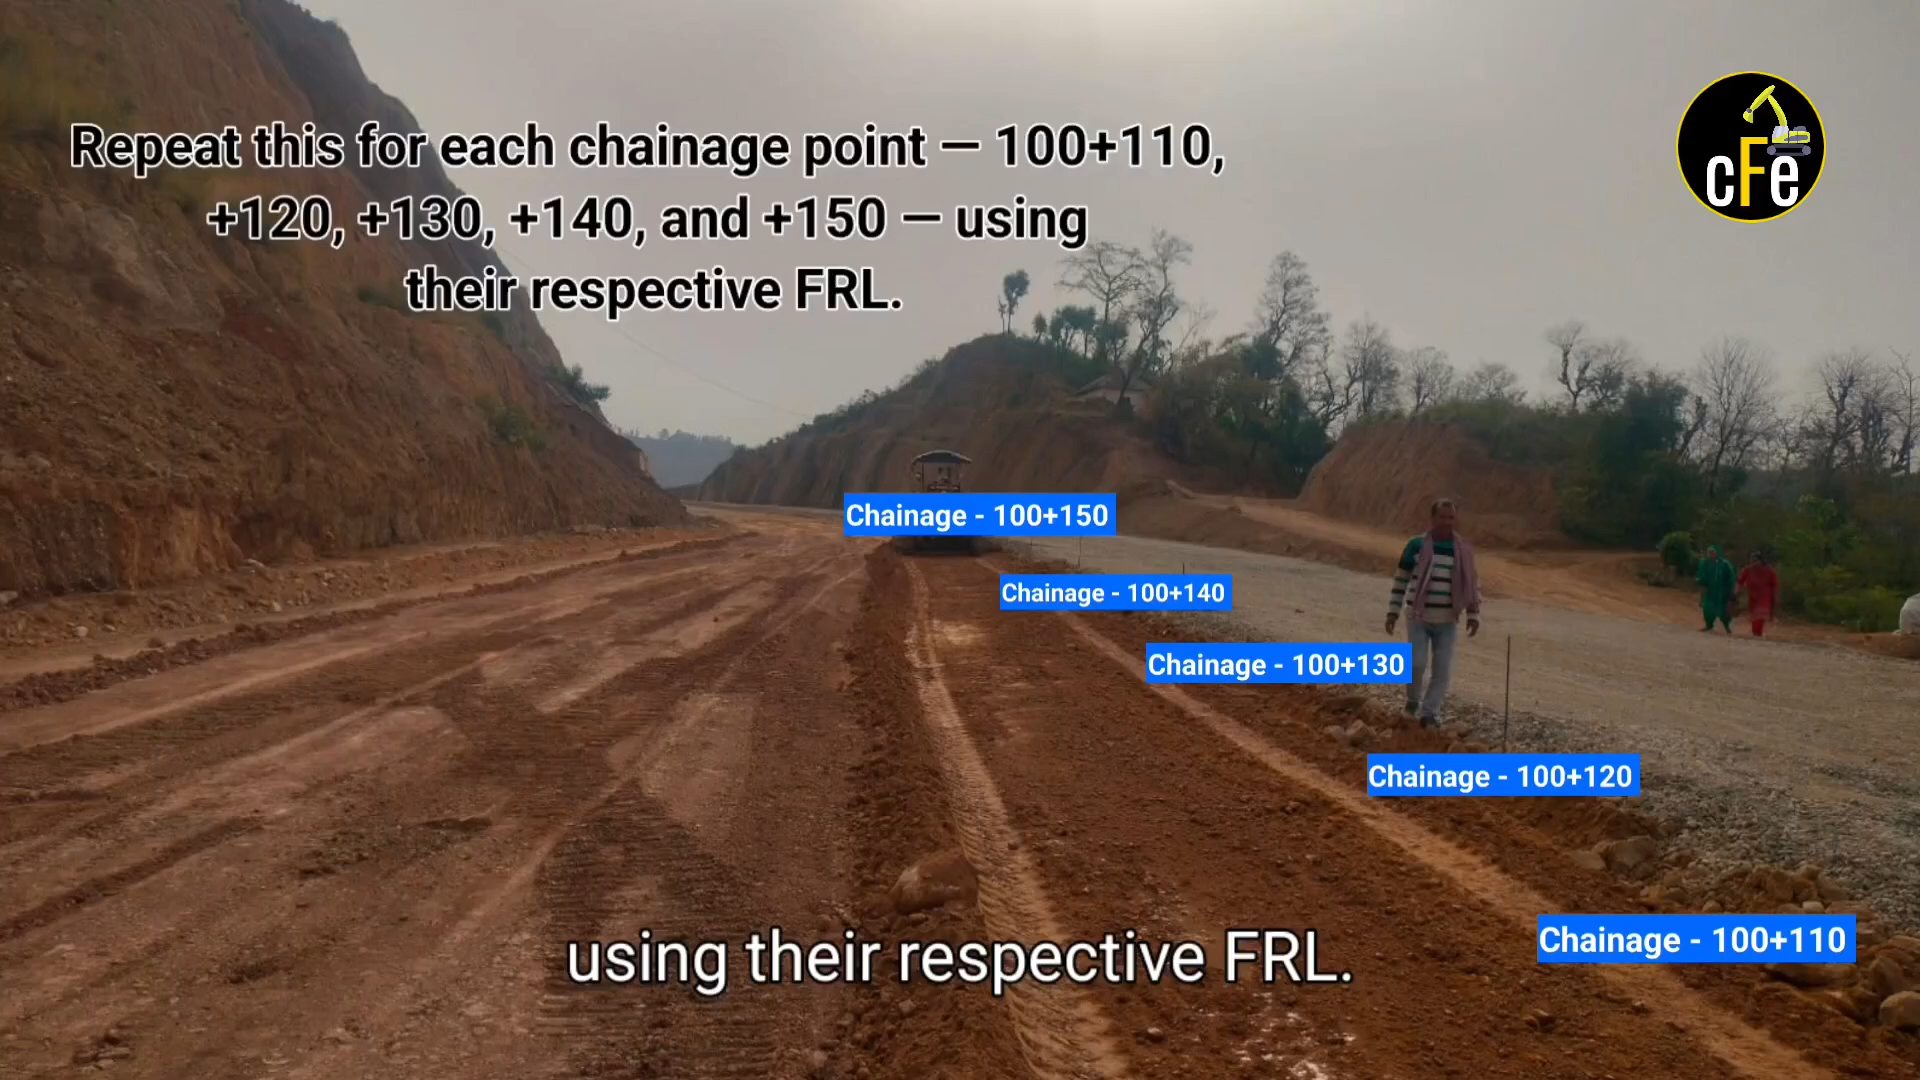 Repeat this for each chainage point — 100+110,
+120, +130, +140, and +150 — using
their respective FRL.
cFe
Chainage - 100+150
Chainage - 100+140
Chainage - 100+130
Chainage - 100+120
Chainage - 100+110
using their respective FRL.